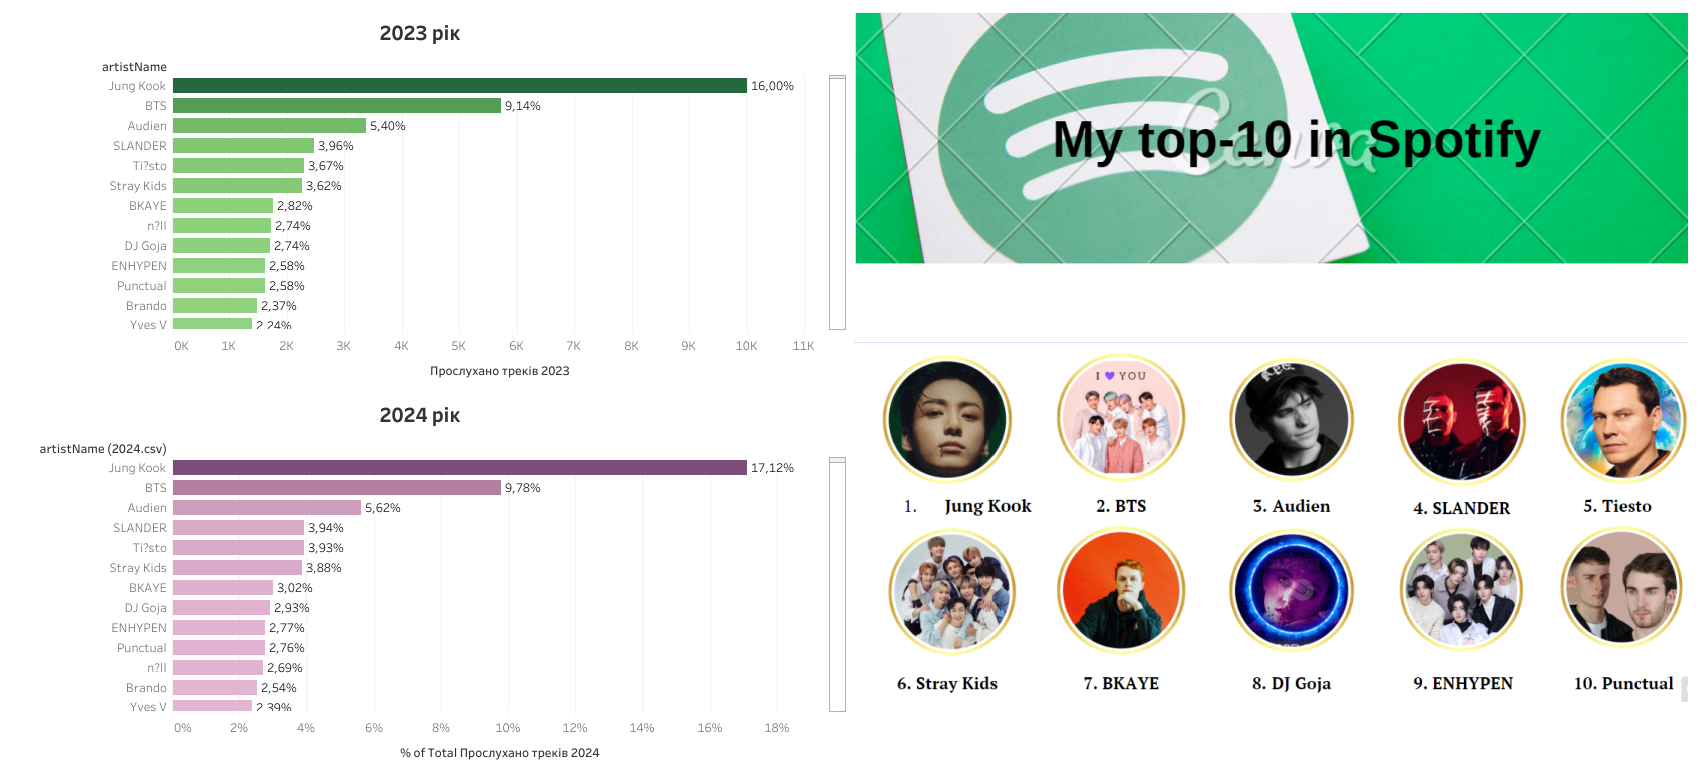 2023 рік
artistName
Jung Kook 16,00%
BTS 9,14%
Audien 5,40%
SLANDER 3,96%
Ti?sto 3,67%
Stray Kids 3,62%
BKAYE 2,82%
n?ll 2,74%
DJ Goja 2,74%
ENHYPEN 2,58%
Punctual 2,58%
Brando 2,37%
Yves V 2,24%
0K 1K 2K 3K 4K 5K 6K 7K 8K 9K 10K 11K
Прослухано треків 2023
2024 рік
artistName (2024.csv)
Jung Kook 17,12%
BTS 9,78%
Audien 5,62%
SLANDER 3,94%
Ti?sto 3,93%
Stray Kids 3,88%
BKAYE 3,02%
DJ Goja 2,93%
ENHYPEN 2,77%
Punctual 2,76%
n?ll 2,69%
Brando 2,54%
Yves V 2,39%
0% 2% 4% 6% 8% 10% 12% 14% 16% 18%
% of Total Прослухано треків 2024
Canva
My top-10 in Spotify
I YOU
1. Jung Kook
2. BTS
3. Audien
4. SLANDER
5. Tiesto
6. Stray Kids
7. BKAYE
8. DJ Goja
9. ENHYPEN
10. Punctual